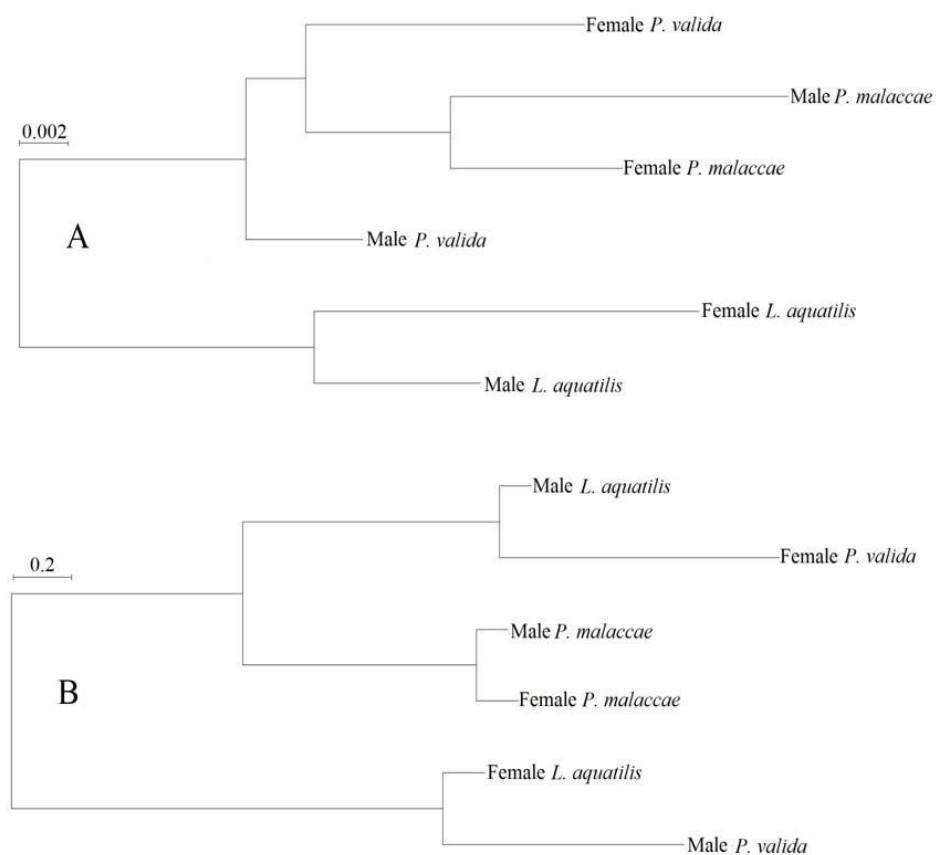 Female P. valida
Male P. malaccae
0.002
Female P. malaccae
A
Male P. valida
Female L. aquatilis
Male L. aquatilis
Male L. aquatilis
0.2
Female P. valida
Male P. malaccae
B
Female P. malaccae
Female L. aquatilis
Male P. valida